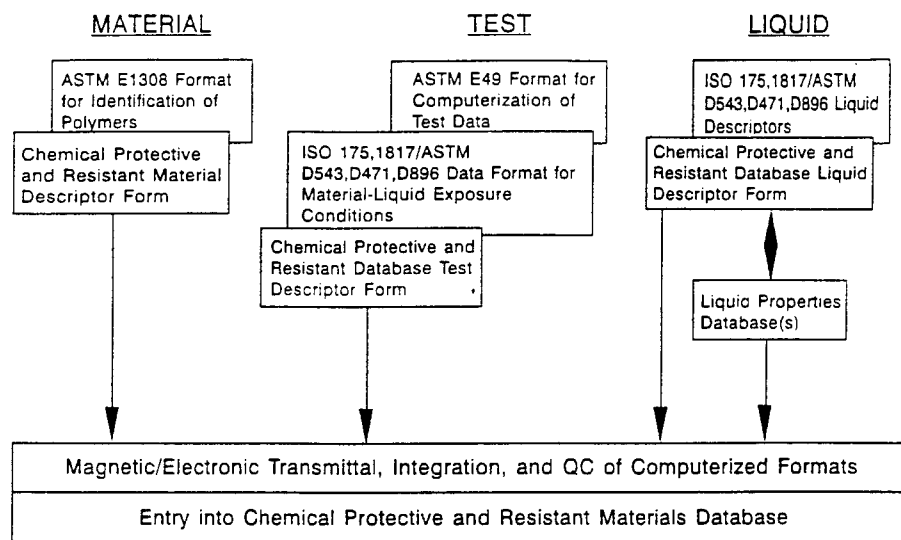 MATERIAL
ASTM E1308 Format
for Identification of
Polymers
Chemical Protective
and Resistant Material
Descriptor Form
TEST
ASTM E49 Format for
Computerization of
Test Data
ISO 175,1817/ASTM
D543,D471,D896 Data Format for
Material-Liquid Exposure
Conditions
Chemical Protective and
Resistant Database Test
Descriptor Form
LIQUID
ISO 175,1817/ASTM
D543,D471,D896 Liquid
Descriptors
Chemical Protective and
Resistant Database Liquid
Descriptor Form
Liquid Properties
Database(s)
Magnetic/Electronic Transmittal, Integration, and QC of Computerized Formats
Entry into Chemical Protective and Resistant Materials Database